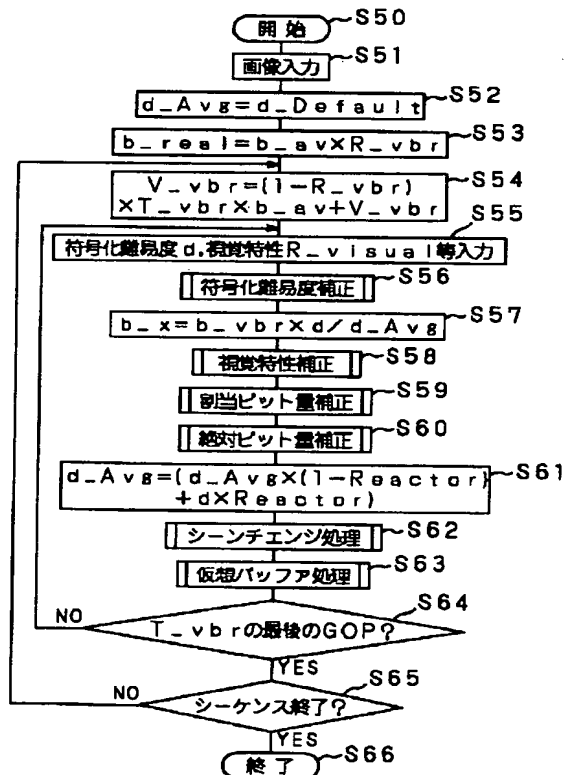 開始 S50
画像入力 S51
d_Avg=d_Default S52
b_real=b_av×R_vbr S53
V_vbr=(1-R_vbr) S54
×T_vbr×b_av+V_vbr
S55
符号化難易度d,視覚特性R_visual等入力
符号化難易度補正 S56
b_x=b_vbr×d/d_Avg S57
視覚特性補正 S58
割当ビット量補正 S59
絶対ビット量補正 S60
d_Avg=(d_Avg×(1-Reactor) S61
+d×Reactor)
シーンチェンジ処理 S62
仮想バッファ処理 S63
S64
NO T_vbrの最後のGOP?
YES
S65
NO シーケンス終了?
YES
終了 S66